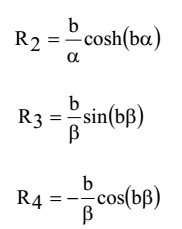 R₂ = b/α cosh(bα)
R₃ = b/β sin(bβ)
R₄ = −b/β cos(bβ)